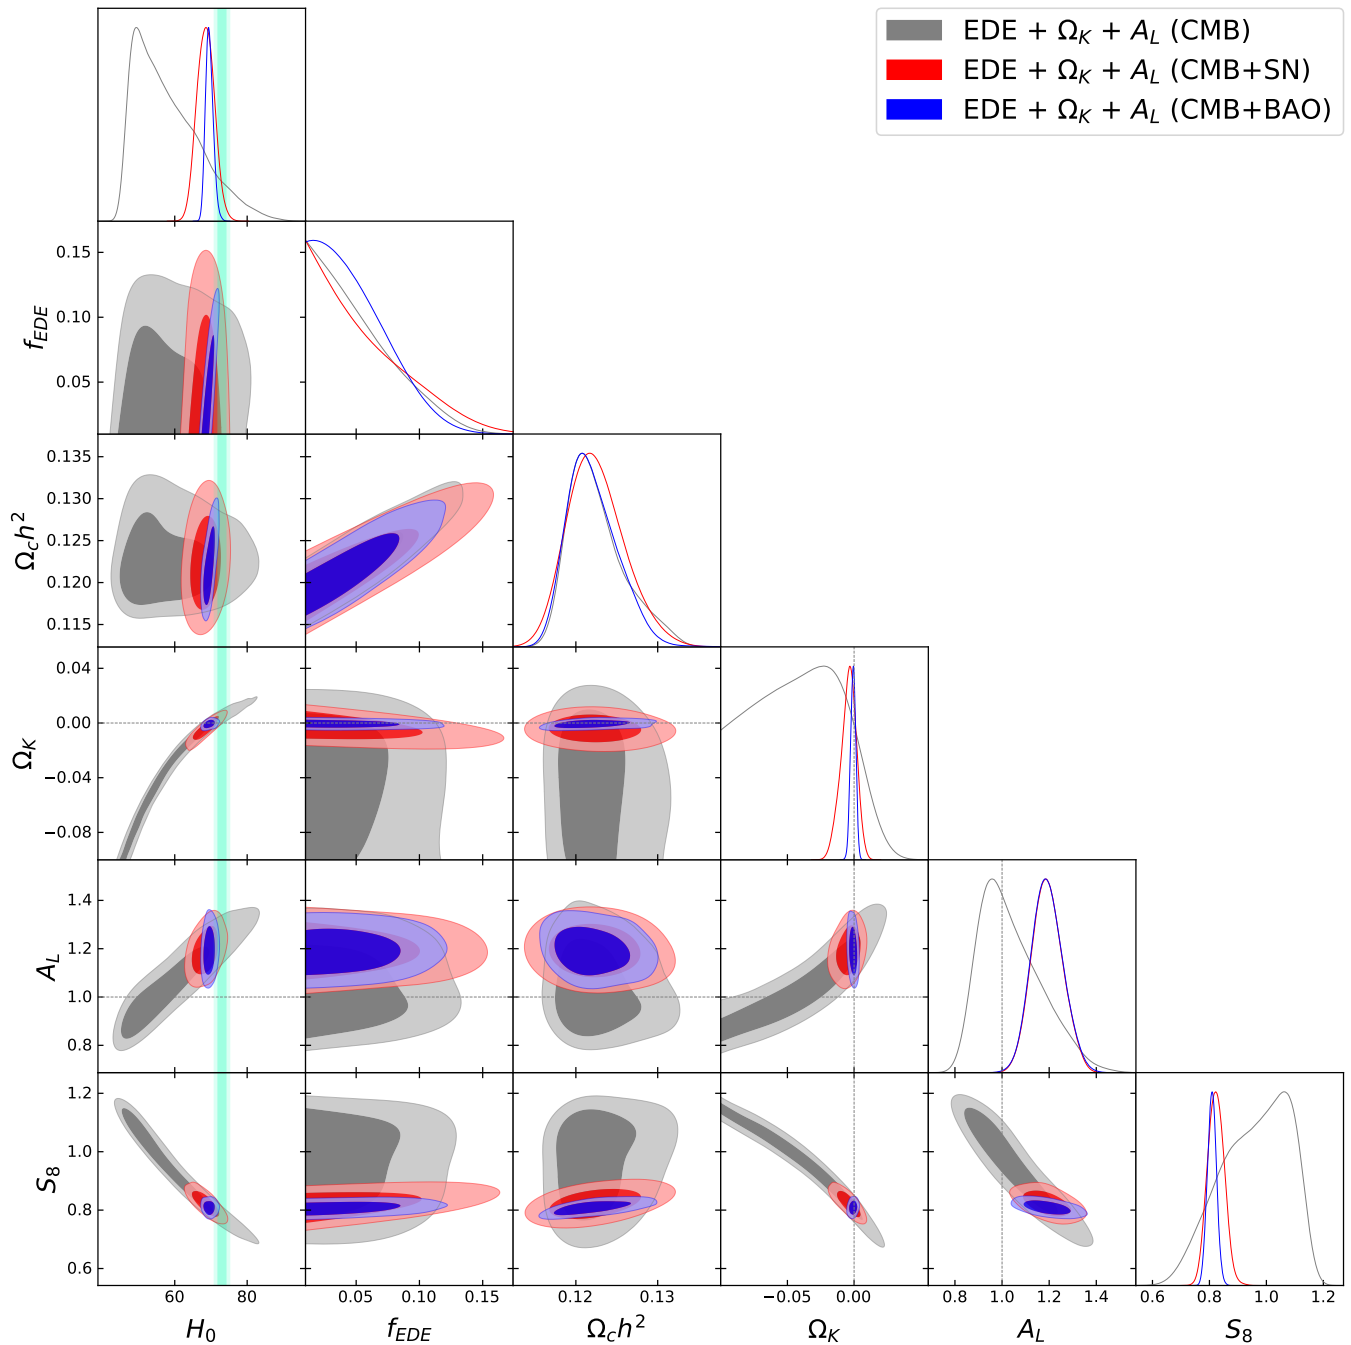 EDE + Ω_K + A_L (CMB)
EDE + Ω_K + A_L (CMB+SN)
EDE + Ω_K + A_L (CMB+BAO)
0.15
0.10
0.05
f_EDE
0.135
0.130
0.125
0.120
0.115
Ω_c h²
0.04
0.00
−0.04
−0.08
Ω_K
1.4
1.2
1.0
0.8
A_L
1.2
1.0
0.8
0.6
S_8
60 80 0.05 0.10 0.15 0.12 0.13 −0.05 0.00 0.8 1.0 1.2 1.4 0.6 0.8 1.0 1.2
H_0 f_EDE Ω_c h² Ω_K A_L S_8